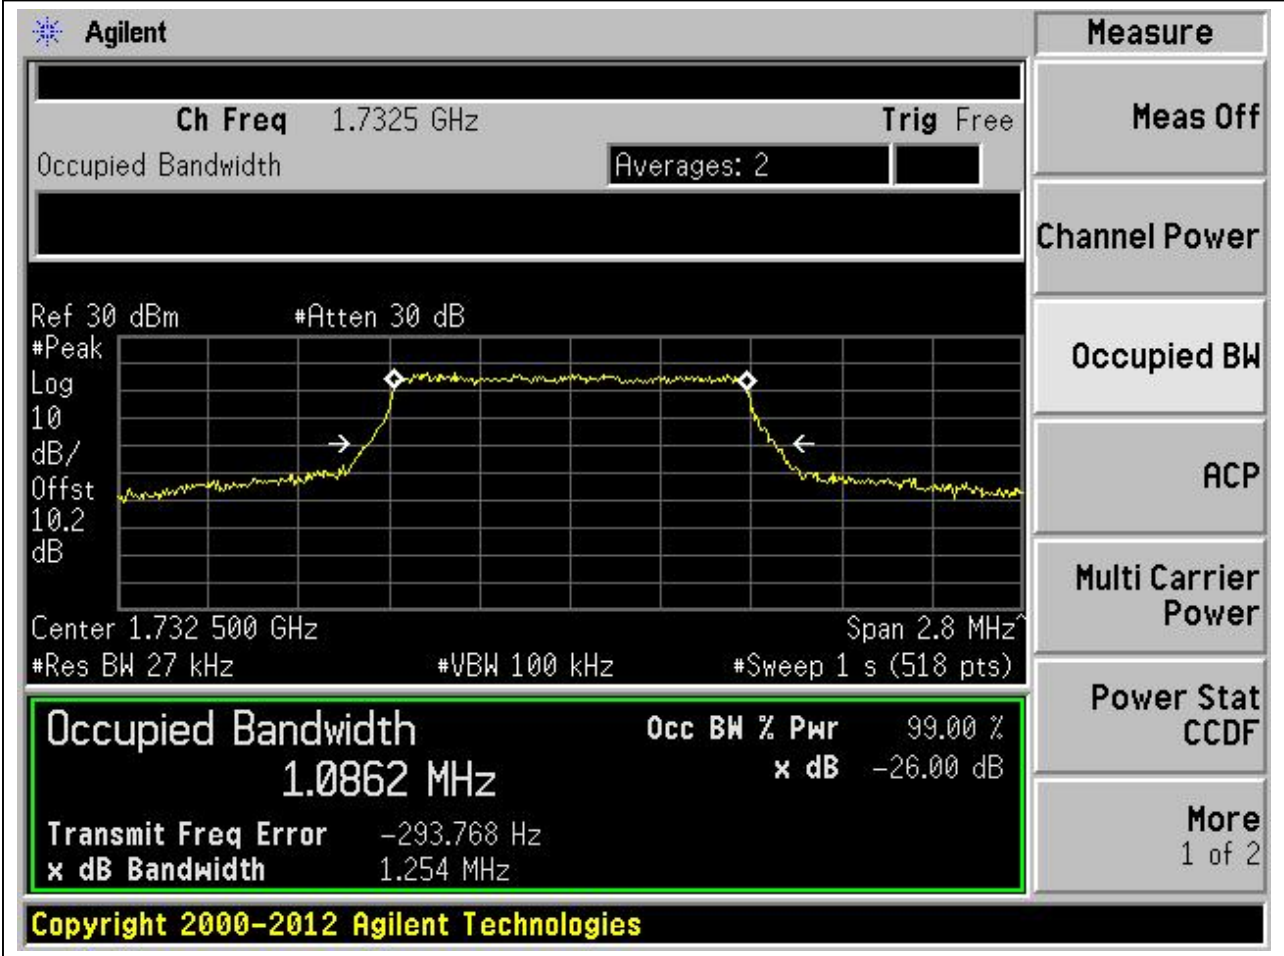 Agilent
Measure
Ch Freq 1.7325 GHz Trig Free
Occupied Bandwidth Averages: 2
Meas Off
Channel Power
Occupied BW
ACP
Multi Carrier
Power
Power Stat
CCDF
More
1 of 2
Ref 30 dBm #Atten 30 dB
#Peak
Log
10
dB/
Offst
10.2
dB
Center 1.732 500 GHz Span 2.8 MHz^
#Res BW 27 kHz #VBW 100 kHz #Sweep 1 s (518 pts)
Occupied Bandwidth Occ BW % Pwr 99.00 %
1.0862 MHz x dB -26.00 dB
Transmit Freq Error -293.768 Hz
x dB Bandwidth 1.254 MHz
Copyright 2000-2012 Agilent Technologies